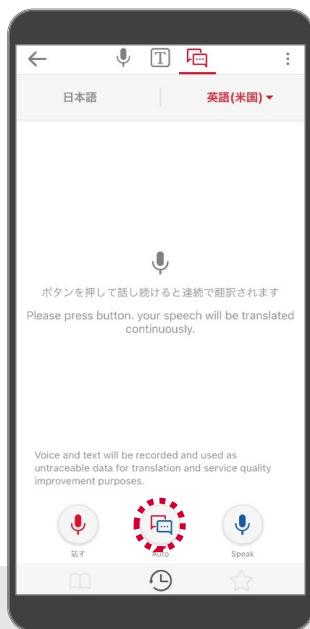 T
日本語 英語(米国)▼
ボタンを押して話し続けると連続で翻訳されます
Please press button. your speech will be translated
continuously.
Voice and text will be recorded and used as
untraceable data for translation and service quality
improvement purposes.
話す Auto Speak